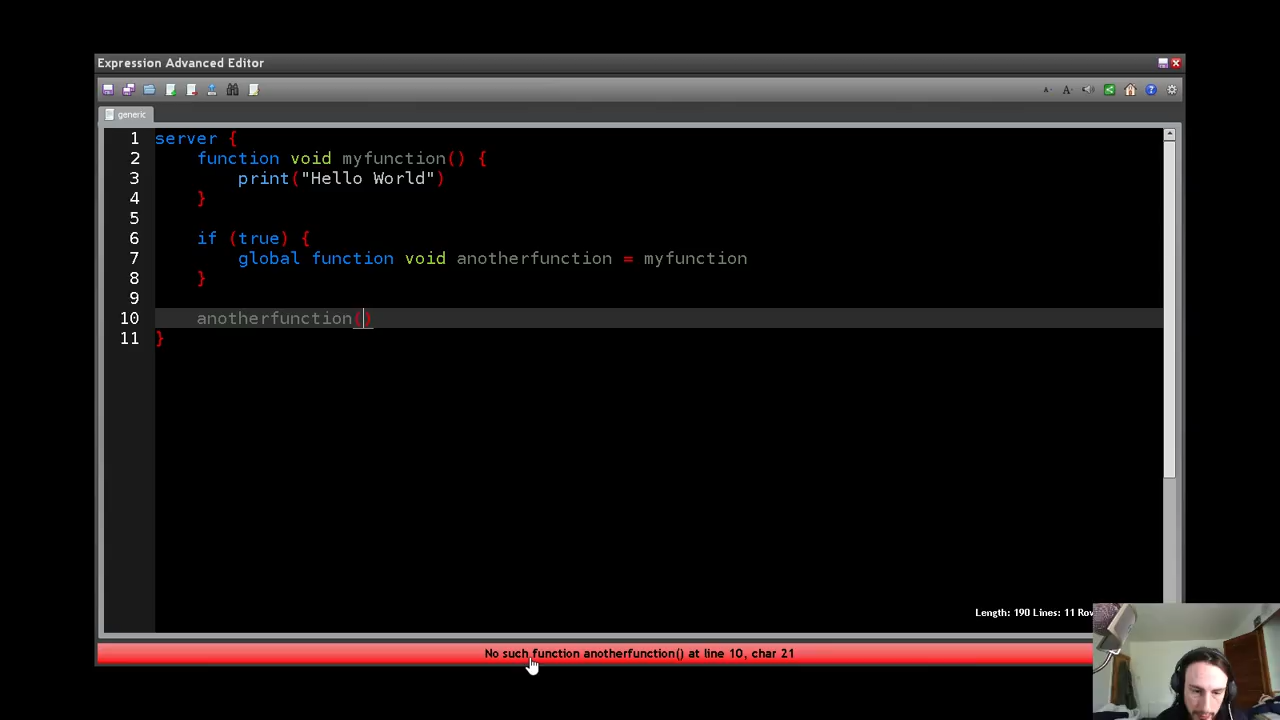 Expression Advanced Editor
A- A+
generic
1 server {
2 function void myfunction() {
3 print("Hello World")
4 }
5
6 if (true) {
7 global function void anotherfunction = myfunction
8 }
9
10 anotherfunction()
11 }
Length: 190 Lines: 11 Row
No such function anotherfunction() at line 10, char 21